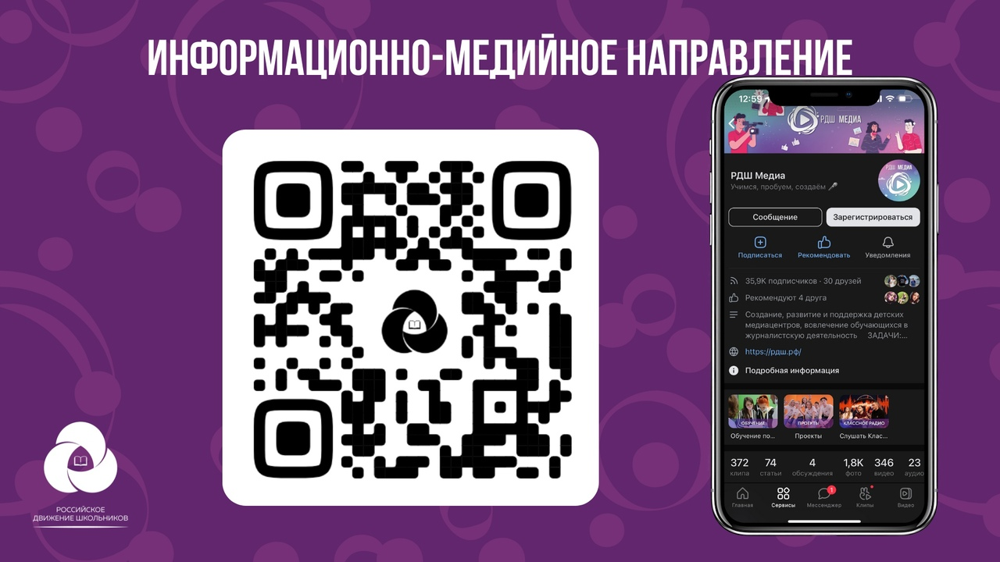 ИНФОРМАЦИОННО-МЕДИЙНОЕ НАПРАВЛЕНИЕ
12:59
РДШ МЕДИА
РДШ Медиа
Учимся, пробуем, создаём
РДШ МЕДИА
Сообщение
Зарегистрироваться
Подписаться
Рекомендовать
Уведомления
35,9K подписчиков · 30 друзей
Рекомендуют 4 друга
Создание, развитие и поддержка детских
медиацентров, вовлечение обучающихся в
журналистскую деятельность ЗАДАЧИ:...
https://рдш.рф/
Подробная информация
ОБУЧЕНИЕ
ПРОЕКТЫ
КЛАССНОЕ РАДИО
Обучение по...
Проекты
Слушать Клас...
372 74 4 1,8K 346 23
клипа статьи обсуждения фото видео аудио
1
Главная Сервисы Мессенджер Клипы Видео
РОССИЙСКОЕ
ДВИЖЕНИЕ ШКОЛЬНИКОВ